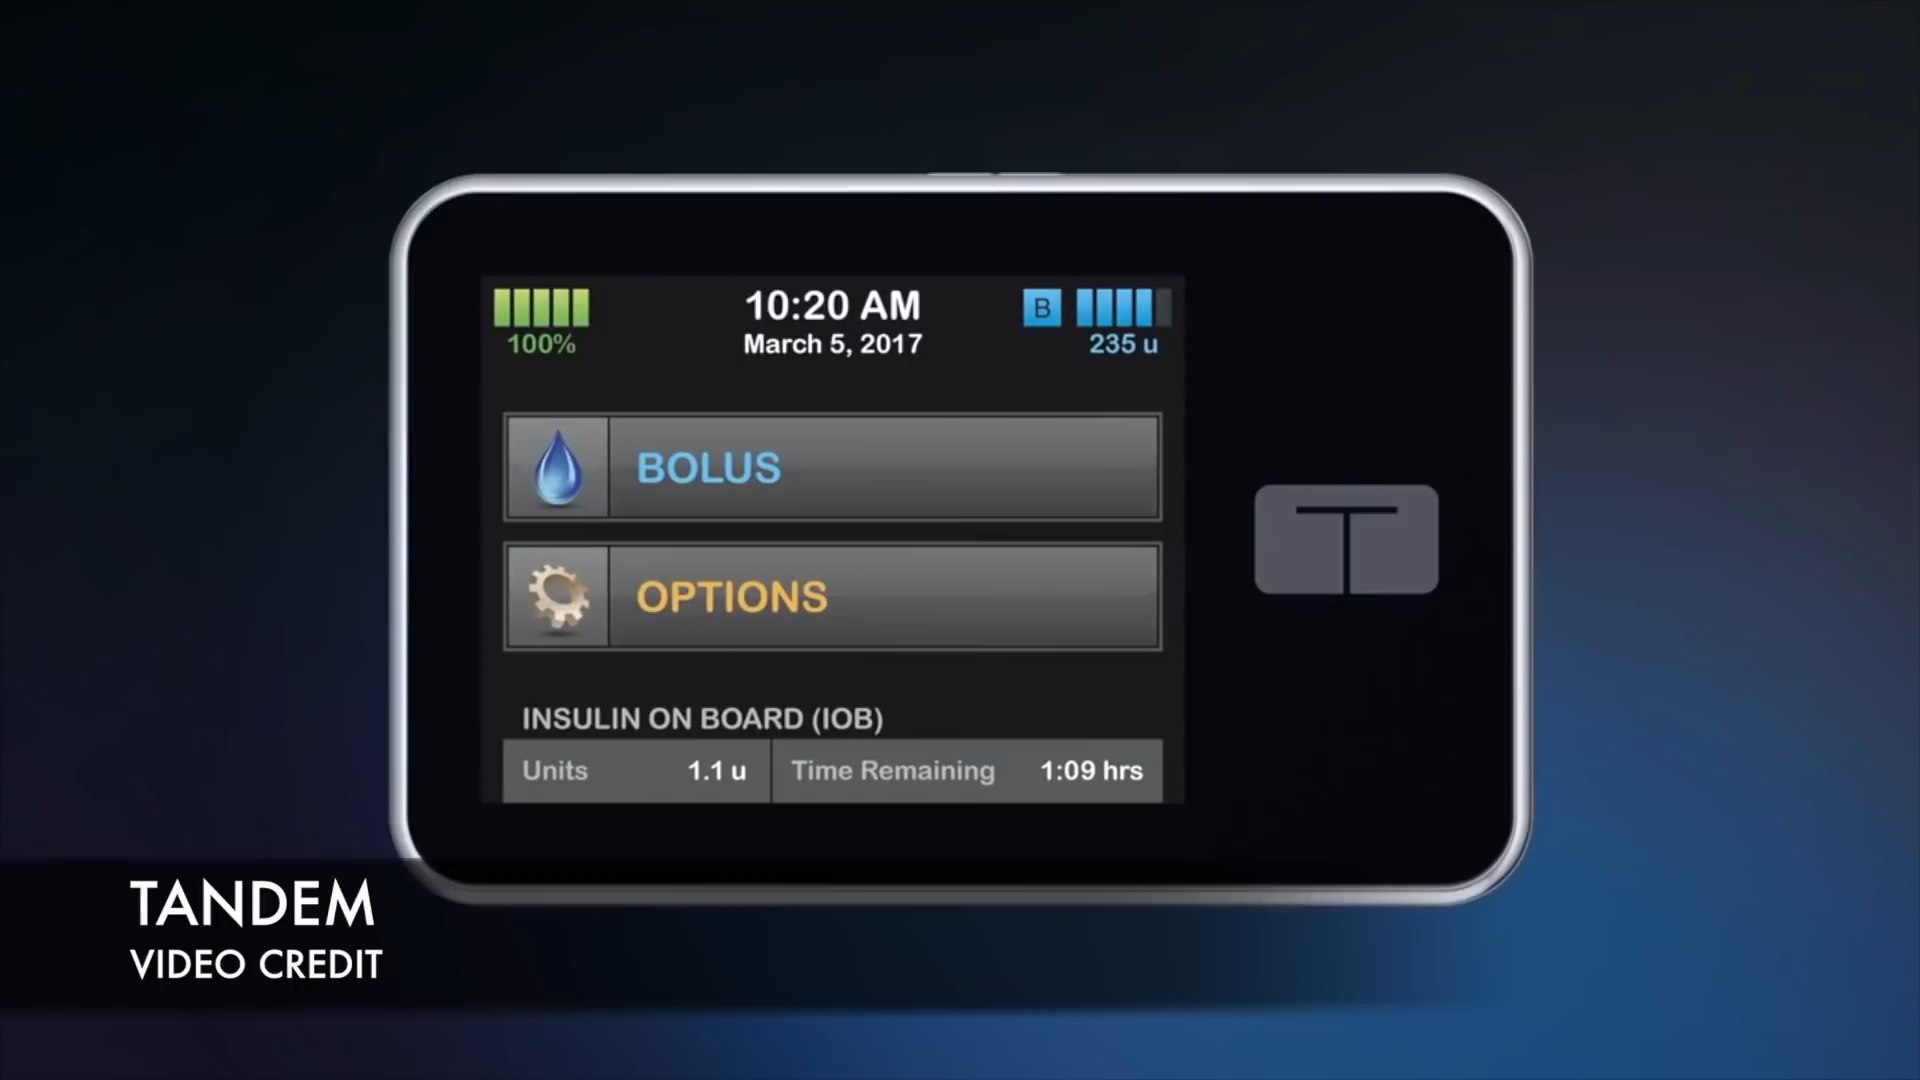 10:20 AM
B
100%
March 5, 2017
235 u
BOLUS
OPTIONS
INSULIN ON BOARD (IOB)
Units 1.1 u Time Remaining 1:09 hrs
T
TANDEM
VIDEO CREDIT